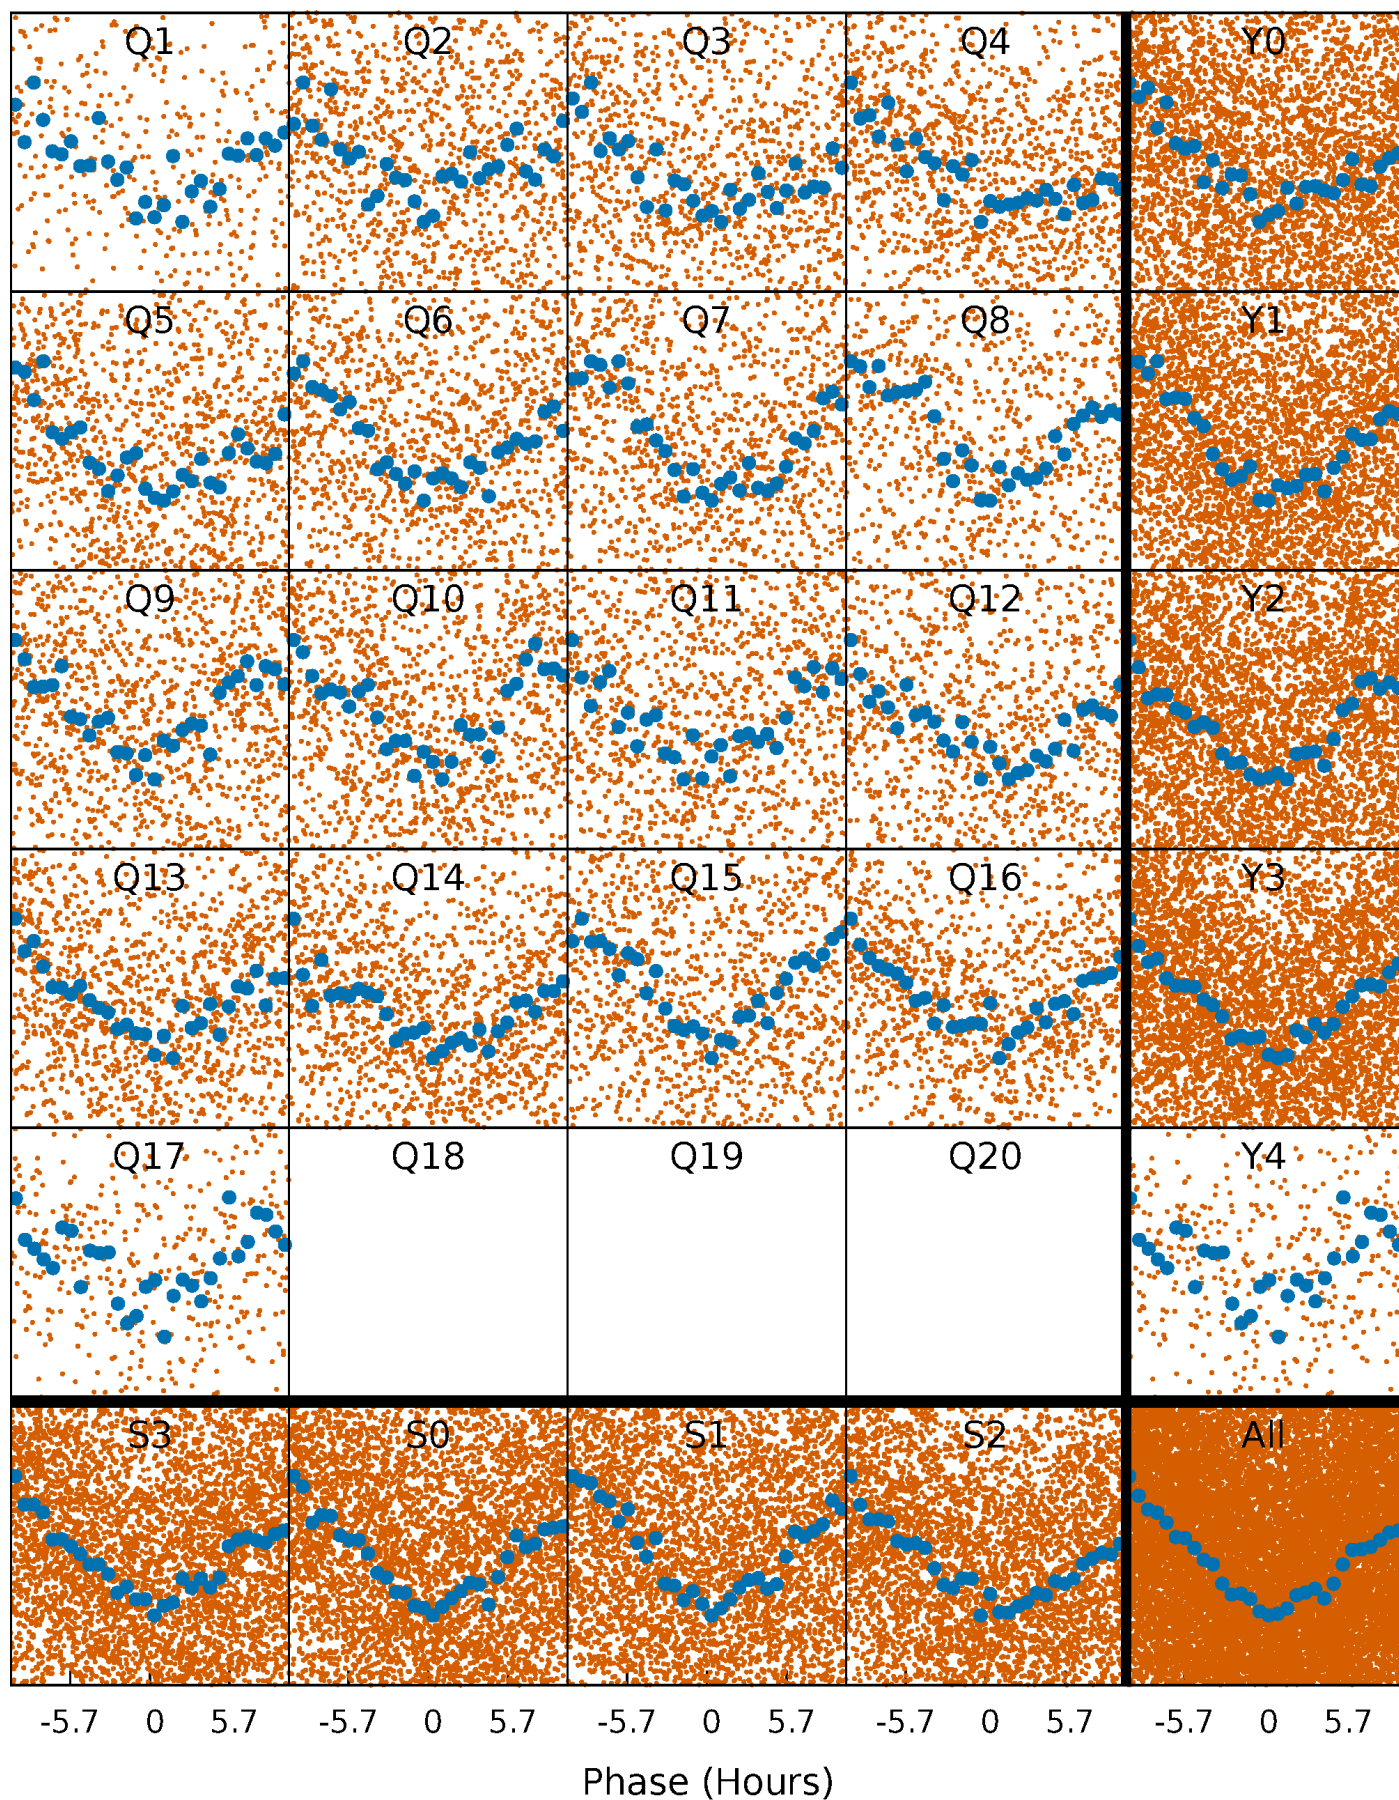 Q1 Q2 Q3 Q4 Y0
Q5 Q6 Q7 Q8 Y1
Q9 Q10 Q11 Q12 Y2
Q13 Q14 Q15 Q16 Y3
Q17 Q18 Q19 Q20 Y4
S3 S0 S1 S2 All
-5.7 0 5.7 -5.7 0 5.7 -5.7 0 5.7 -5.7 0 5.7 -5.7 0 5.7
Phase (Hours)